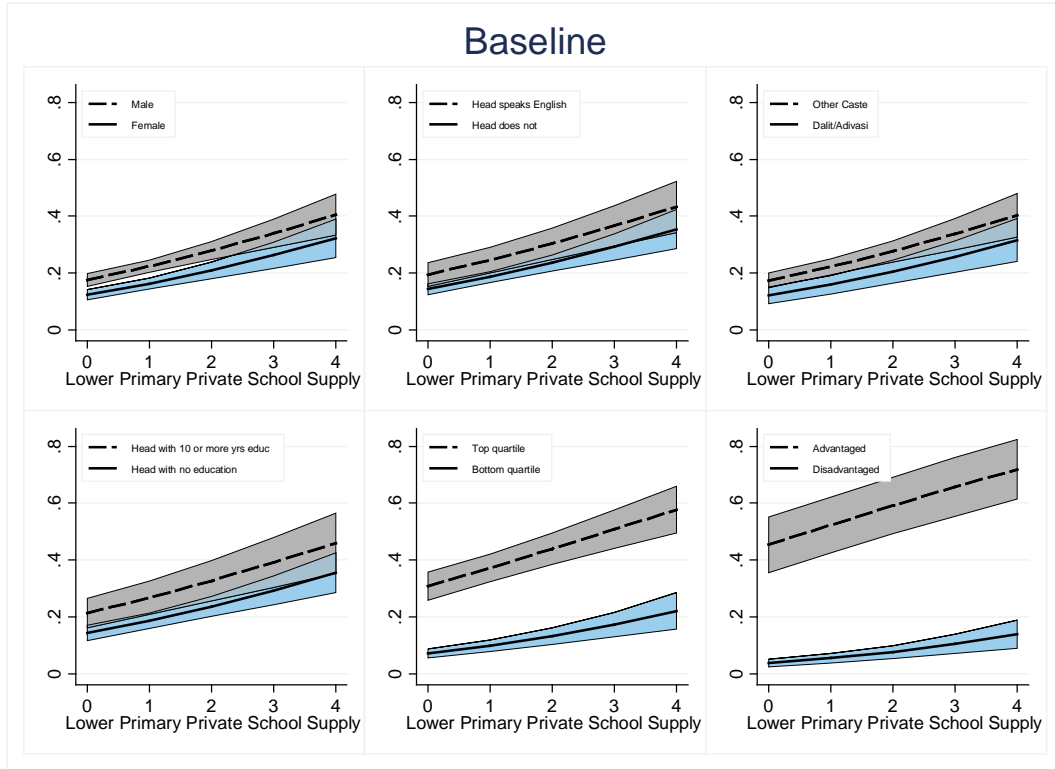 Baseline
.8
.6
.4
.2
0
Male
Female
0 1 2 3 4
Lower Primary Private School Supply
.8
.6
.4
.2
0
Head speaks English
Head does not
0 1 2 3 4
Lower Primary Private School Supply
.8
.6
.4
.2
0
Other Caste
Dalit/Adivasi
0 1 2 3 4
Lower Primary Private School Supply
.8
.6
.4
.2
0
Head with 10 or more yrs educ
Head with no education
0 1 2 3 4
Lower Primary Private School Supply
.8
.6
.4
.2
0
Top quartile
Bottom quartile
0 1 2 3 4
Lower Primary Private School Supply
.8
.6
.4
.2
0
Advantaged
Disadvantaged
0 1 2 3 4
Lower Primary Private School Supply